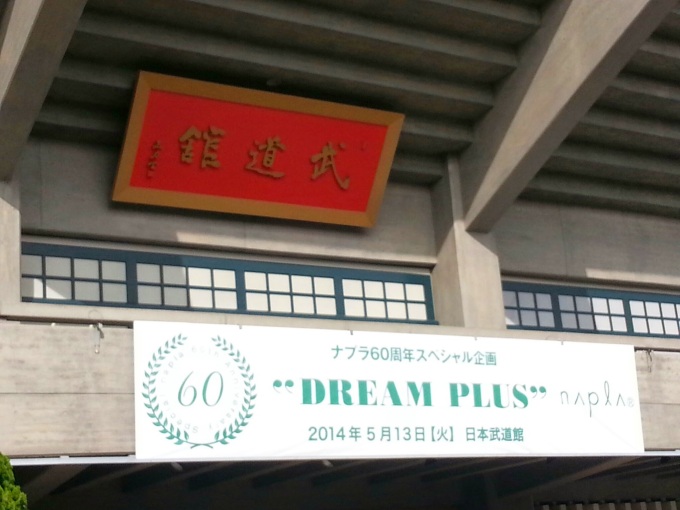 武道館
ナプラ60周年スペシャル企画
60
“DREAM PLUS”
napla®
2014年5月13日【火】 日本武道館